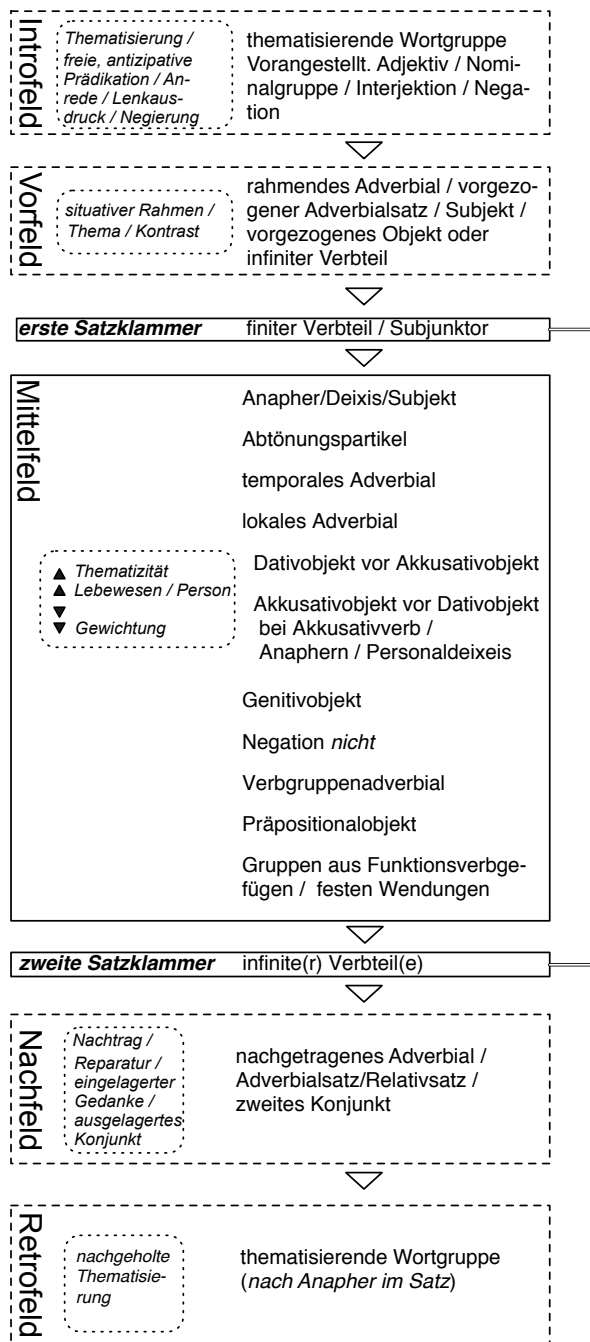 Introfeld
Thematisierung /
freie, antizipative
Prädikation / An-
rede / Lenkaus-
druck / Negierung
thematisierende Wortgruppe
Vorangestellt. Adjektiv / Nomi-
nalgruppe / Interjektion / Nega-
tion
Vorfeld
situativer Rahmen /
Thema / Kontrast
rahmendes Adverbial / vorgezo-
gener Adverbialsatz / Subjekt /
vorgezogenes Objekt oder
infiniter Verbteil
erste Satzklammer finiter Verbteil / Subjunktor
Mittelfeld
Anapher/Deixis/Subjekt
Abtönungspartikel
temporales Adverbial
lokales Adverbial
Thematizität
Lebewesen / Person
Gewichtung
Dativobjekt vor Akkusativobjekt
Akkusativobjekt vor Dativobjekt
bei Akkusativverb /
Anaphern / Personaldeixeis
Genitivobjekt
Negation nicht
Verbgruppenadverbial
Präpositionalobjekt
Gruppen aus Funktionsverbge-
fügen / festen Wendungen
zweite Satzklammer infinite(r) Verbteil(e)
Nachfeld
Nachtrag /
Reparatur /
eingelagerter
Gedanke /
ausgelagertes
Konjunkt
nachgetragenes Adverbial /
Adverbialsatz/Relativsatz /
zweites Konjunkt
Retrofeld
nachgeholte
Thematisie-
rung
thematisierende Wortgruppe
(nach Anapher im Satz)